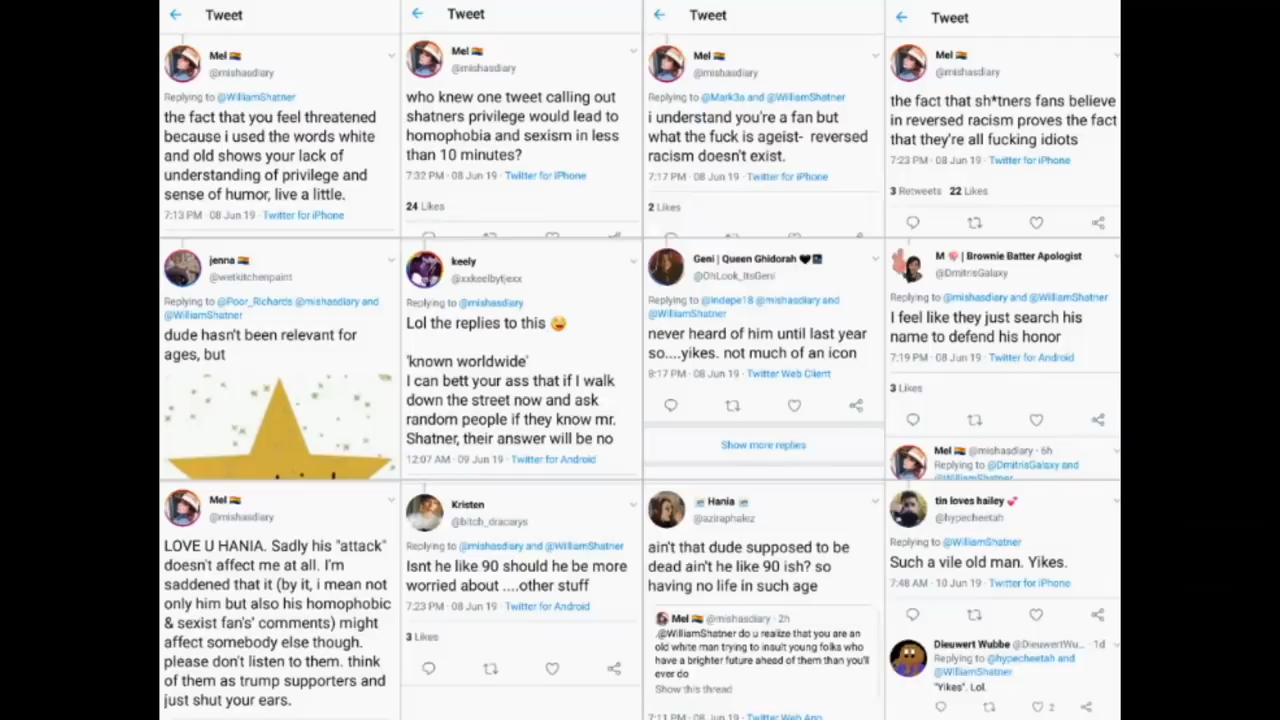 Tweet
Mel
@mishasdiary
Replying to @WilliamShatner
the fact that you feel threatened
because i used the words white
and old shows your lack of
understanding of privilege and
sense of humor, live a little.
7:13 PM · 08 Jun 19 · Twitter for iPhone
Tweet
Mel
@mishasdiary
who knew one tweet calling out
shatners privilege would lead to
homophobia and sexism in less
than 10 minutes?
7:32 PM · 08 Jun 19 · Twitter for iPhone
24 Likes
Tweet
Mel
@mishasdiary
Replying to @Mark3a and @WilliamShatner
i understand you're a fan but
what the fuck is ageist- reversed
racism doesn't exist.
7:17 PM · 08 Jun 19 · Twitter for iPhone
2 Likes
Tweet
Mel
@mishasdiary
the fact that sh*tners fans believe
in reversed racism proves the fact
that they're all fucking idiots
7:23 PM · 08 Jun 19 · Twitter for iPhone
3 Retweets 22 Likes
jenna
@wetkitchenpaint
Replying to @Poor_Richards @mishasdiary and
@WilliamShatner
dude hasn't been relevant for
ages, but
keely
@xxkeelbytjexx
Replying to @mishasdiary
Lol the replies to this 😂
'known worldwide'
I can bett your ass that if I walk
down the street now and ask
random people if they know mr.
Shatner, their answer will be no
12:07 AM · 09 Jun 19 · Twitter for Android
Geni | Queen Ghidorah
@OhLook_ItsGeni
Replying to @Indepe18 @mishasdiary and
@WilliamShatner
never heard of him until last year
so....yikes. not much of an icon
9:17 PM · 08 Jun 19 · Twitter Web Client
Show more replies
M | Brownie Batter Apologist
@DmitrisGalaxy
Replying to @mishasdiary and @WilliamShatner
I feel like they just search his
name to defend his honor
7:19 PM · 08 Jun 19 · Twitter for Android
3 Likes
Mel @mishasdiary · 6h
Replying to @DmitrisGalaxy and
@WilliamShatner
Mel
@mishasdiary
LOVE U HANIA. Sadly his "attack"
doesn't affect me at all. I'm
saddened that it (by it, i mean not
only him but also his homophobic
& sexist fan's' comments) might
affect somebody else though.
please don't listen to them. think
of them as trump supporters and
just shut your ears.
Kristen
@bitch_dracarys
Replying to @mishasdiary and @WilliamShatner
Isnt he like 90 should he be more
worried about ....other stuff
7:23 PM · 08 Jun 19 · Twitter for Android
3 Likes
Hania
@aziraphalez
ain't that dude supposed to be
dead ain't he like 90 ish? so
having no life in such age
Mel @mishasdiary · 2h
.@WilliamShatner do u realize that you are an
old white man trying to insult young folks who
have a brighter future ahead of them than you'll
ever do
Show this thread
7:11 PM · 08 Jun 19 · Twitter Web App
tin loves hailey
@hypecheetah
Replying to @WilliamShatner
Such a vile old man. Yikes.
7:48 AM · 10 Jun 19 · Twitter for iPhone
Dieuwert Wubbe @DieuwertWu... · 1d
Replying to @hypecheetah and
@WilliamShatner
"Yikes". Lol.
2